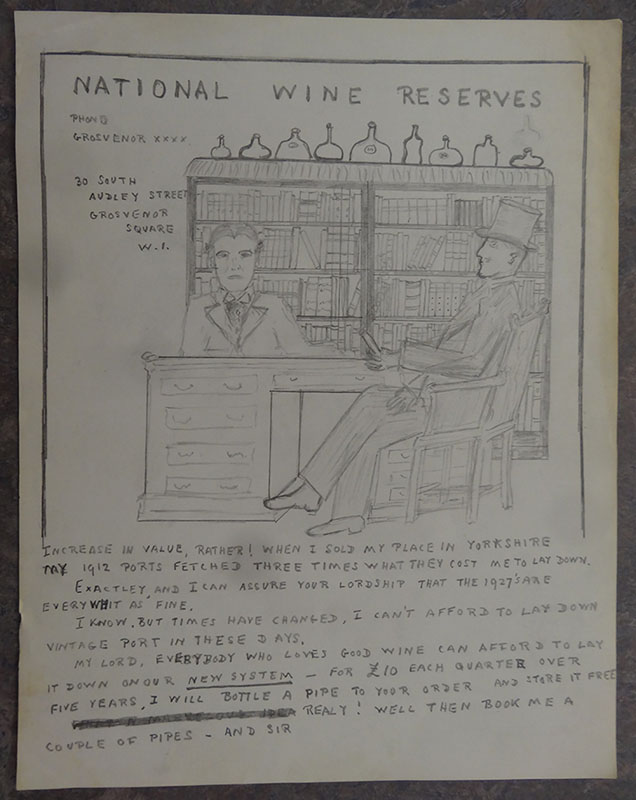 NATIONAL WINE RESERVES
PHONE
GROSVENOR XXXX.
30 SOUTH
AUDLEY STREET
GROSVENOR
SQUARE
W.1.
INCREASE IN VALUE, RATHER! WHEN I SOLD MY PLACE IN YORKSHIRE
MY 1912 PORTS FETCHED THREE TIMES WHAT THEY COST ME TO LAY DOWN.
EXACTLEY, AND I CAN ASSURE YOUR LORDSHIP THAT THE 1927'S ARE
EVERYWHIT AS FINE.
I KNOW. BUT TIMES HAVE CHANGED, I CAN'T AFFORD TO LAY DOWN
VINTAGE PORT IN THESE DAYS.
MY LORD, EVERYBODY WHO LOVES GOOD WINE CAN AFFORD TO LAY
IT DOWN ON OUR NEW SYSTEM – FOR £10 EACH QUARTER OVER
FIVE YEARS, I WILL BOTTLE A PIPE TO YOUR ORDER AND STORE IT FREE
REALY! WELL THEN BOOK ME A
COUPLE OF PIPES – AND SIR